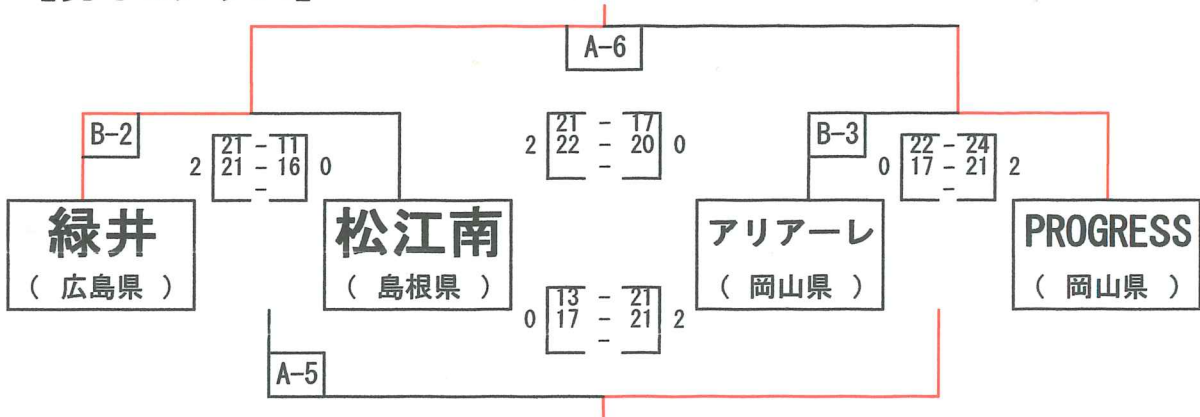 A-6
B-2
21 - 11
2 21 - 16 0
-
21 - 17
2 22 - 20 0
-
B-3
22 - 24
0 17 - 21 2
-
緑井
( 広島県 )
松江南
( 島根県 )
アリアーレ
( 岡山県 )
PROGRESS
( 岡山県 )
13 - 21
0 17 - 21 2
-
A-5